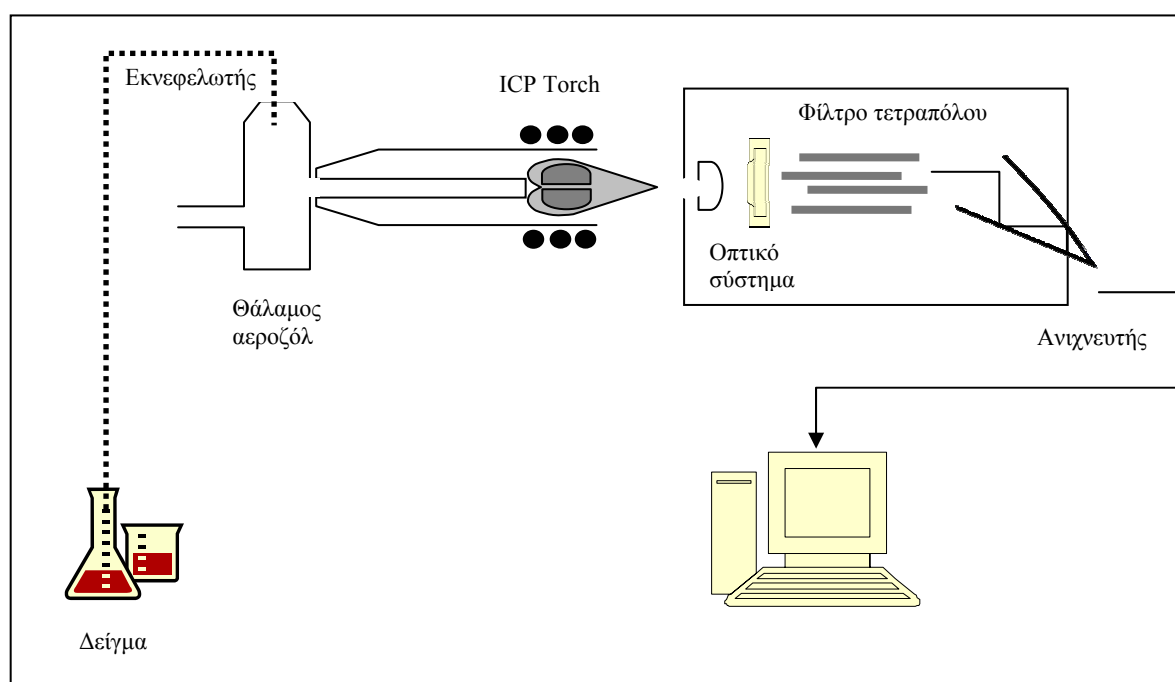 Εκνεφελωτής
ICP Torch
Φίλτρο τετραπόλου
Οπτικό
σύστημα
Θάλαμος
αεροζόλ
Ανιχνευτής
Δείγμα